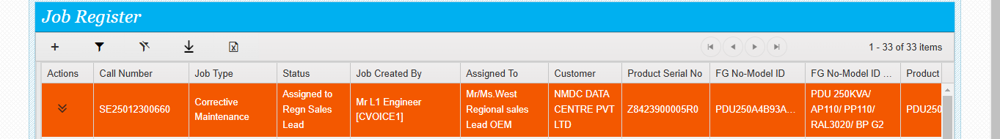 Job Register
1 - 33 of 33 items
Actions Call Number Job Type Status Job Created By Assigned To Customer Product Serial No FG No-Model ID FG No-Model ID ... Product
SE25012300660
Corrective
Maintenance
Assigned to
Regn Sales
Lead
Mr L1 Engineer
[CVOICE1]
Mr/Ms.West
Regional sales
Lead OEM
NMDC DATA
CENTRE PVT
LTD
Z8423900005R0
PDU250A4B93A...
PDU 250KVA/
AP110/ PP110/
RAL3020/ BP G2
PDU250